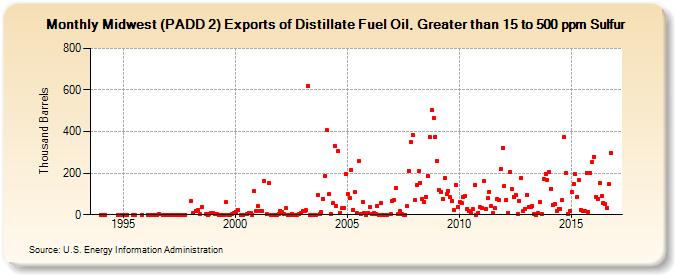 Monthly Midwest (PADD 2) Exports of Distillate Fuel Oil, Greater than 15 to 500 ppm Sulfur
Thousand Barrels
800
600
400
200
0
1995 2000 2005 2010 2015
Source: U.S. Energy Information Administration